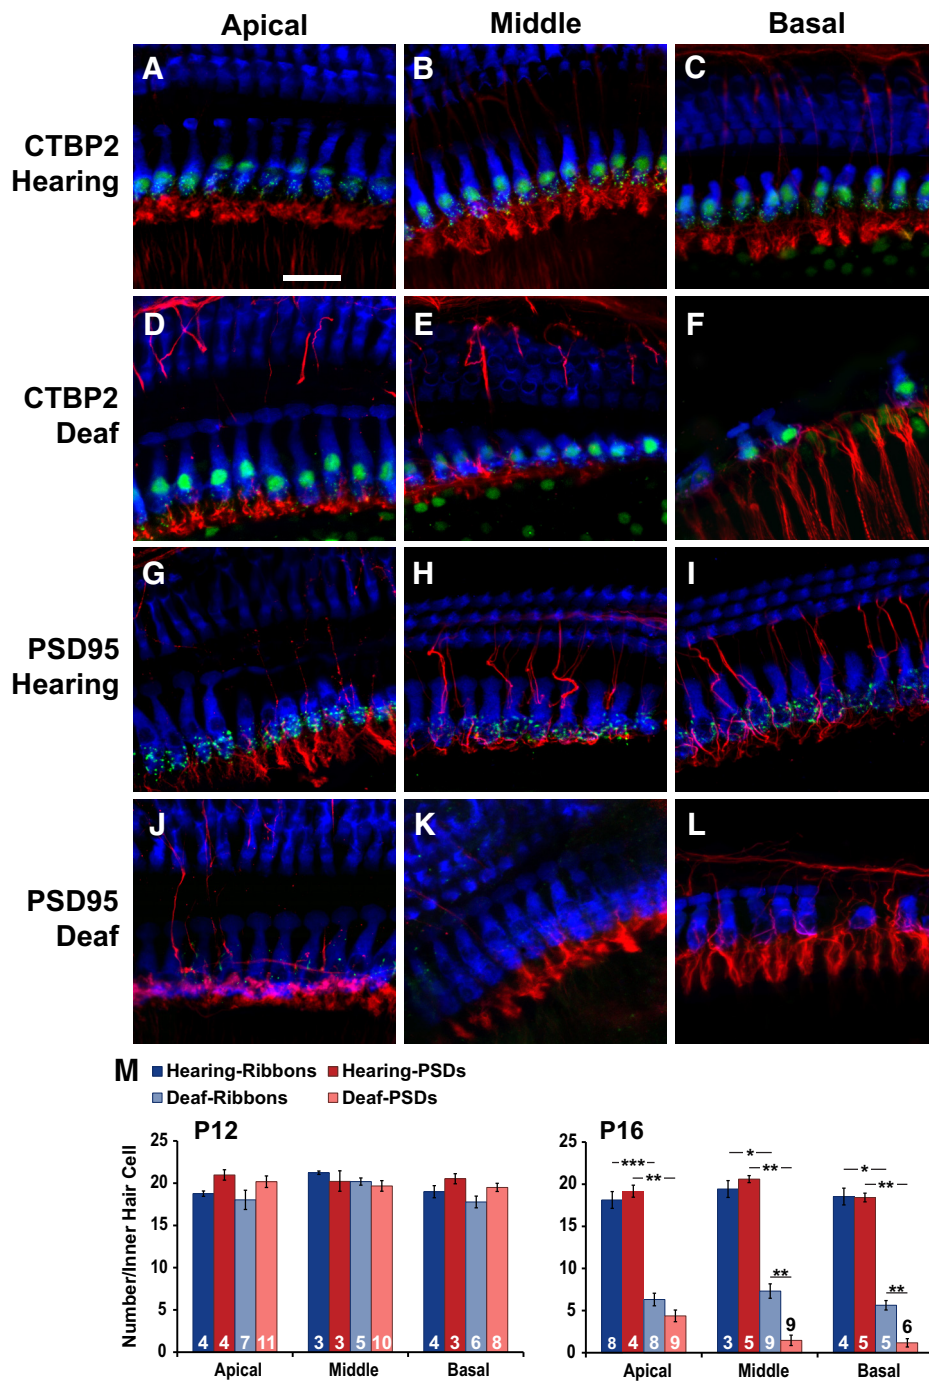 Apical Middle Basal
A B C
CTBP2
Hearing
D E F
CTBP2
Deaf
G H I
PSD95
Hearing
J K L
PSD95
Deaf
M Hearing-Ribbons Hearing-PSDs
Deaf-Ribbons Deaf-PSDs
P12
Number/Inner Hair Cell
25
20
15
10
5
0
4 4 7 11 3 3 5 10 4 3 6 8
Apical Middle Basal
P16
25
20
15
10
5
0
*** ** * ** ** * ** **
8 4 8 9 3 5 9 9 4 5 5 6
Apical Middle Basal